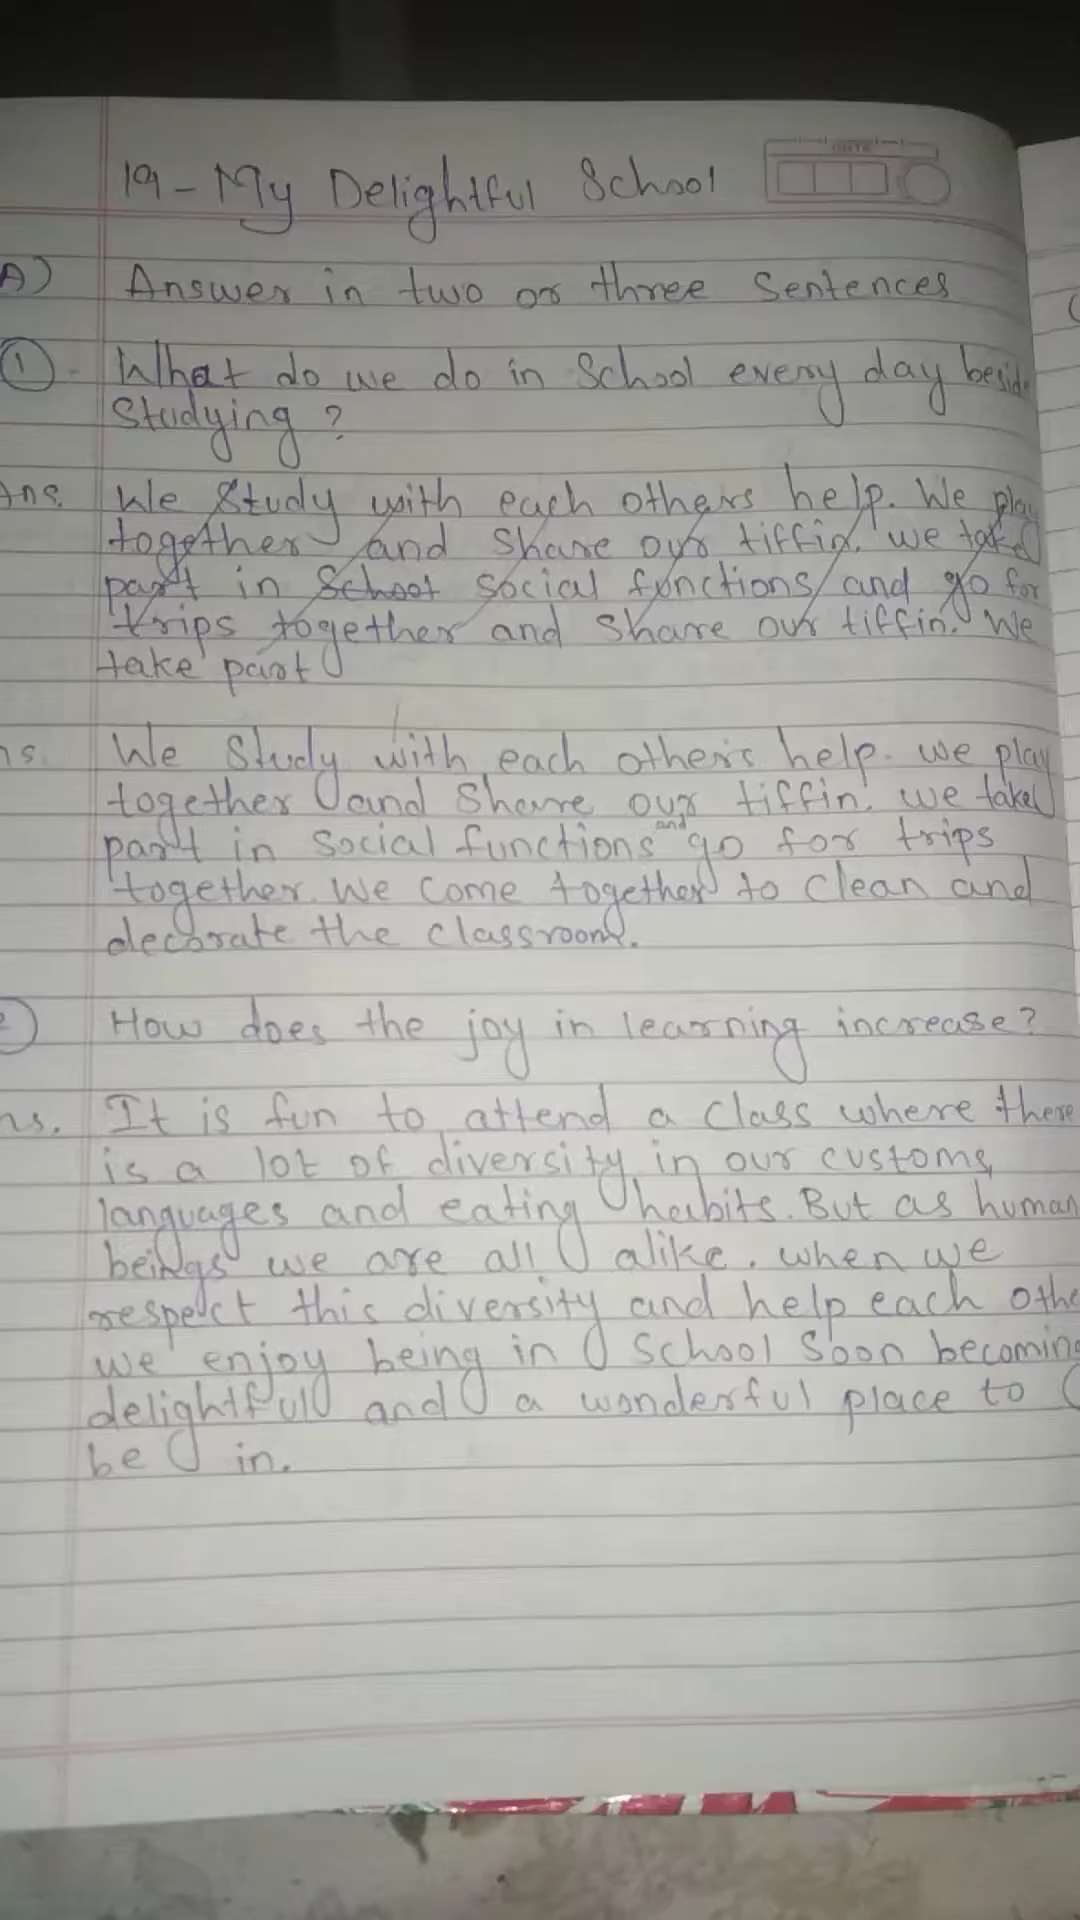 19 - My Delightful School
DATE
A) Answer in two or three Sentences
① What do we do in School every day beside
Studying ?
Ans. We Study with each others help. We play
together and Share our tiffin. we take
part in School social functions and go for
trips together and Share our tiffin. We
take part
ns. We Study with each other's help. we play
together and Share our tiffin. we take
part in Social functions and go for trips
together. We Come together to Clean and
decorate the Classroom.
2) How does the joy in learning increase?
ns. It is fun to attend a Class where there
is a lot of diversity in our customs,
languages and eating habits. But as human
beings we are all alike. when we
respect this diversity and help each othe
we enjoy being in School Soon becoming
delightful and a wonderful place to
be in.